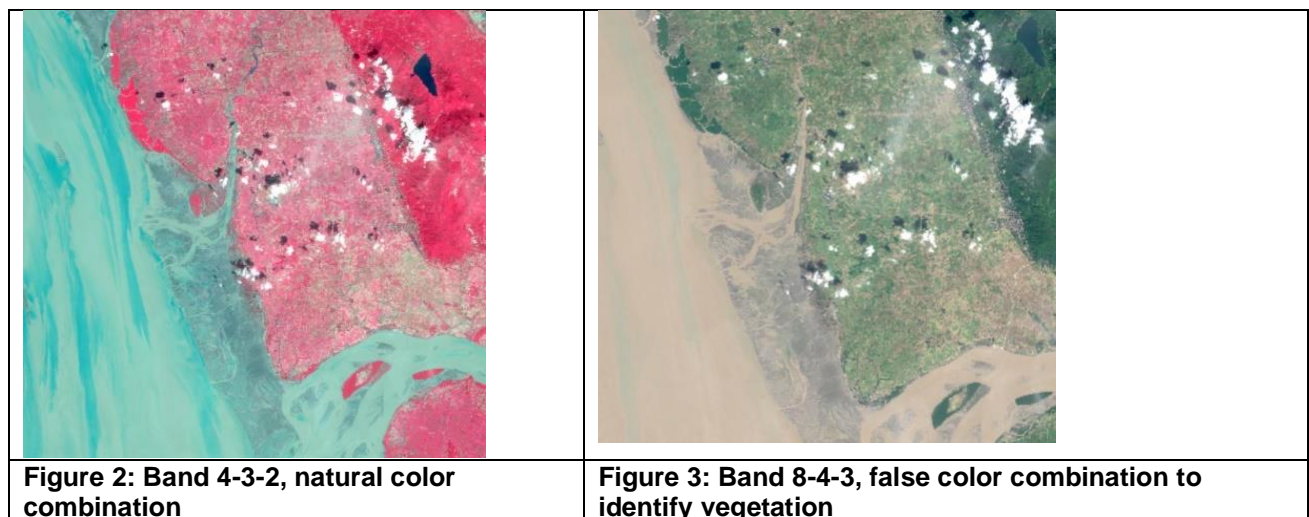 Figure 2: Band 4-3-2, natural color
combination
Figure 3: Band 8-4-3, false color combination to
identify vegetation